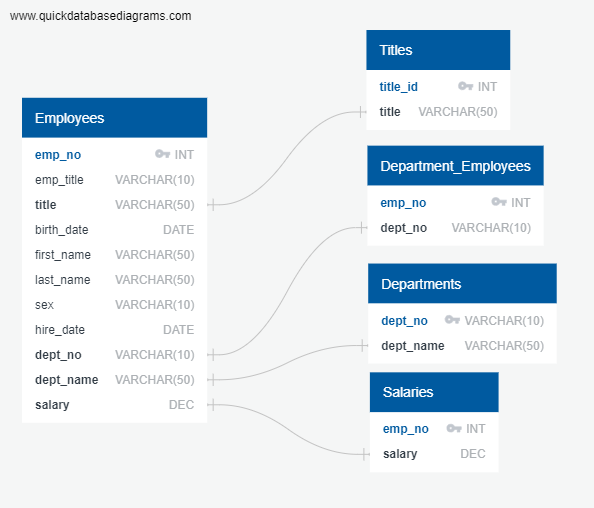 www.quickdatabasediagrams.com
Titles
title_id INT
title VARCHAR(50)
Employees
emp_no INT
emp_title VARCHAR(10)
title VARCHAR(50)
birth_date DATE
first_name VARCHAR(50)
last_name VARCHAR(50)
sex VARCHAR(10)
hire_date DATE
dept_no VARCHAR(10)
dept_name VARCHAR(50)
salary DEC
Department_Employees
emp_no INT
dept_no VARCHAR(10)
Departments
dept_no VARCHAR(10)
dept_name VARCHAR(50)
Salaries
emp_no INT
salary DEC